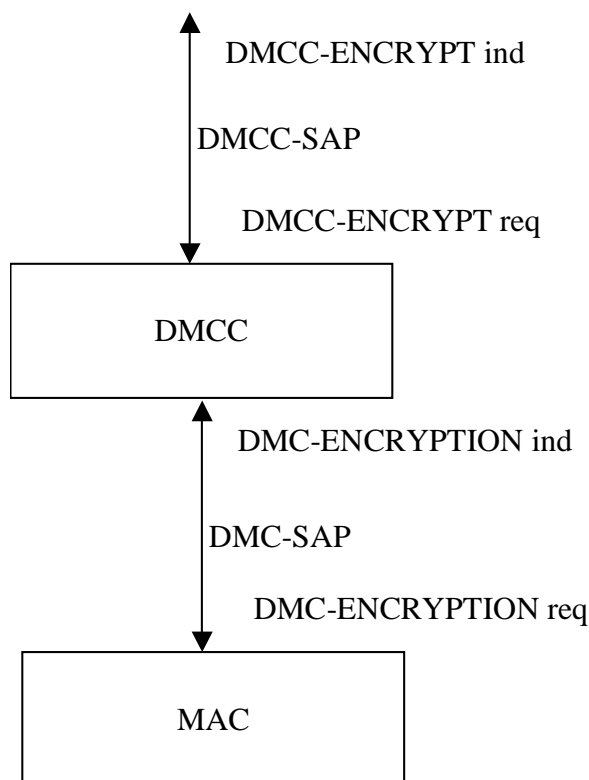 DMCC-ENCRYPT ind
DMCC-SAP
DMCC-ENCRYPT req
DMCC
DMC-ENCRYPTION ind
DMC-SAP
DMC-ENCRYPTION req
MAC